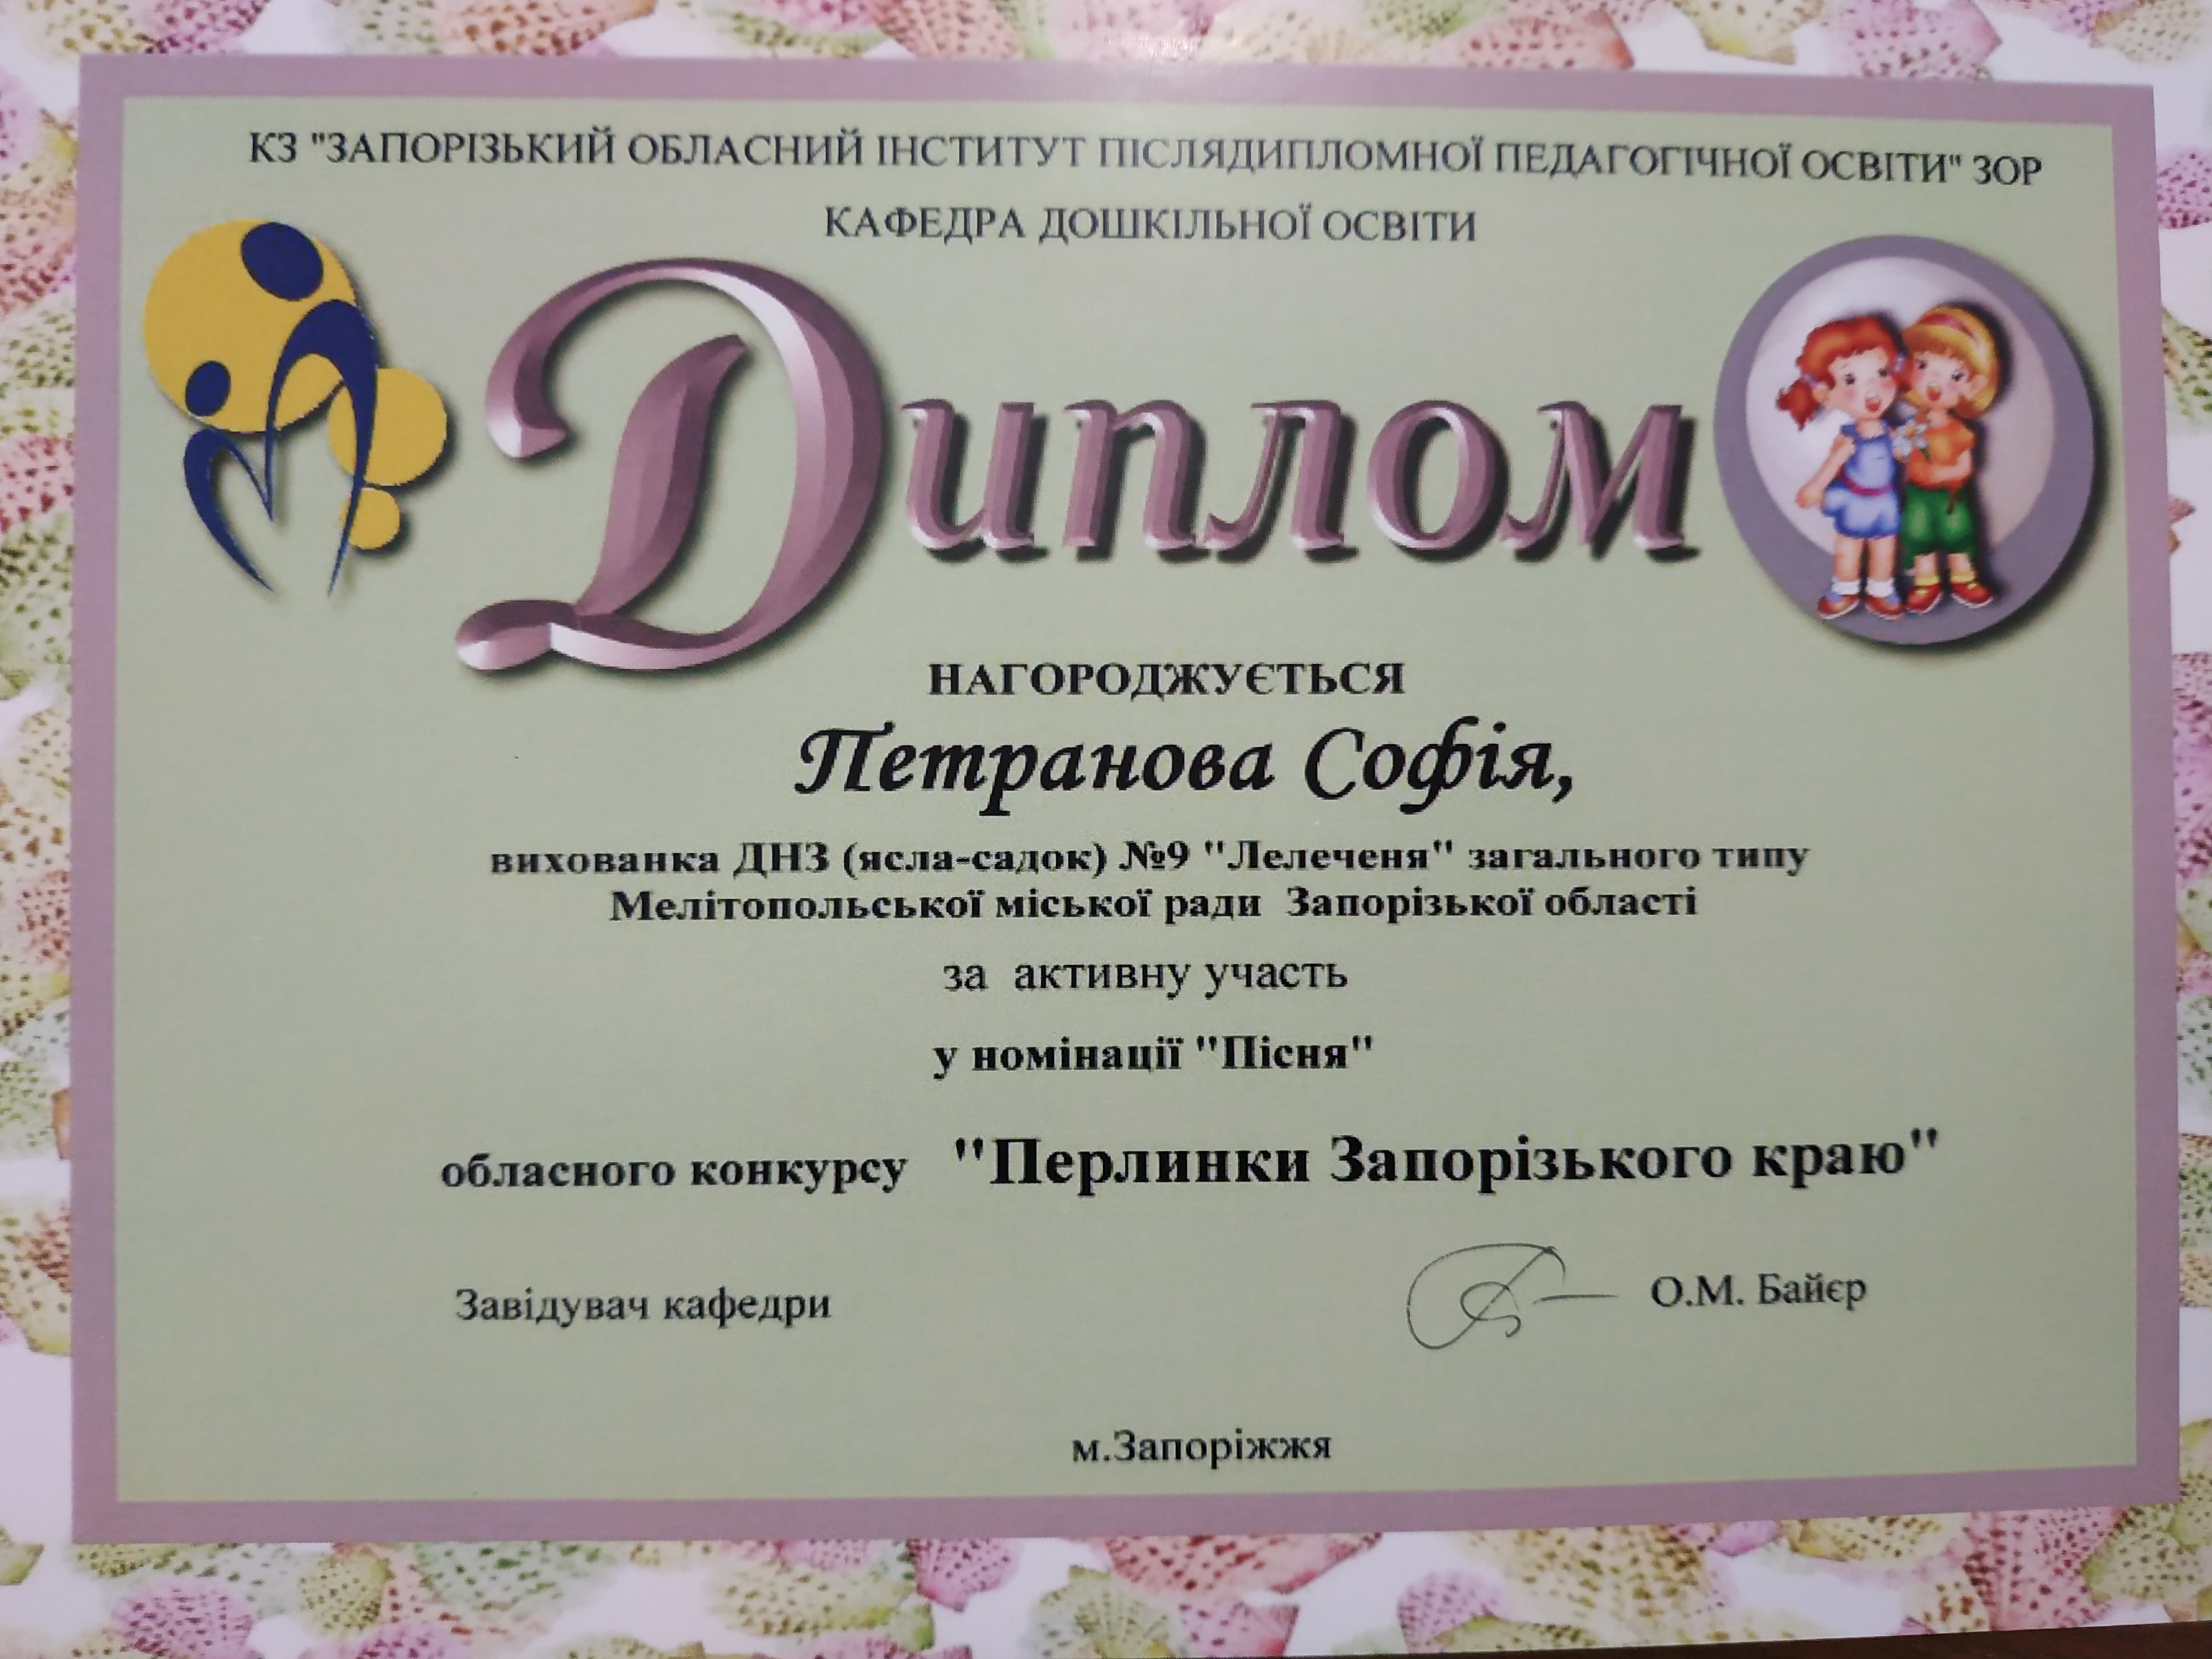 КЗ "ЗАПОРІЗЬКИЙ ОБЛАСНИЙ ІНСТИТУТ ПІСЛЯДИПЛОМНОЇ ПЕДАГОГІЧНОЇ ОСВІТИ" ЗОР
КАФЕДРА ДОШКІЛЬНОЇ ОСВІТИ
Диплом
НАГОРОДЖУЄТЬСЯ
Петранова Софія,
вихованка ДНЗ (ясла-садок) №9 "Лелеченя" загального типу
Мелітопольської міської ради Запорізької області
за активну участь
у номінації "Пісня"
обласного конкурсу "Перлинки Запорізького краю"
Завідувач кафедри О.М. Байєр
м.Запоріжжя